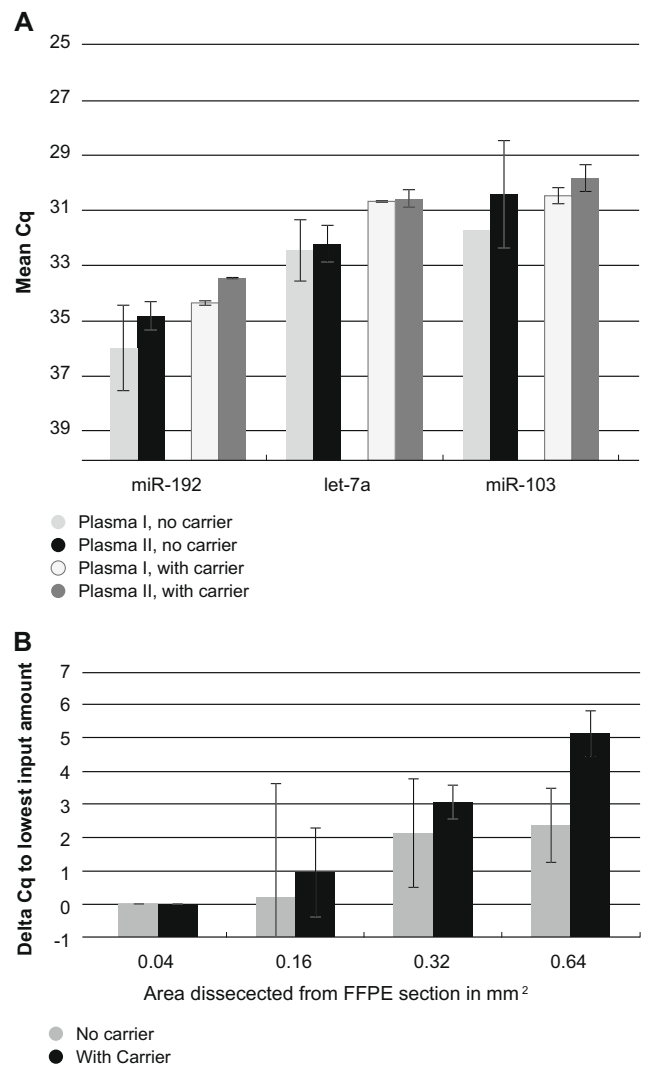 A
Mean Cq
25
27
29
31
33
35
37
39
miR-192
let-7a
miR-103
Plasma I, no carrier
Plasma II, no carrier
Plasma I, with carrier
Plasma II, with carrier
B
Delta Cq to lowest input amount
7
6
5
4
3
2
1
0
-1
0.04
0.16
0.32
0.64
Area dissecected from FFPE section in mm²
No carrier
With Carrier